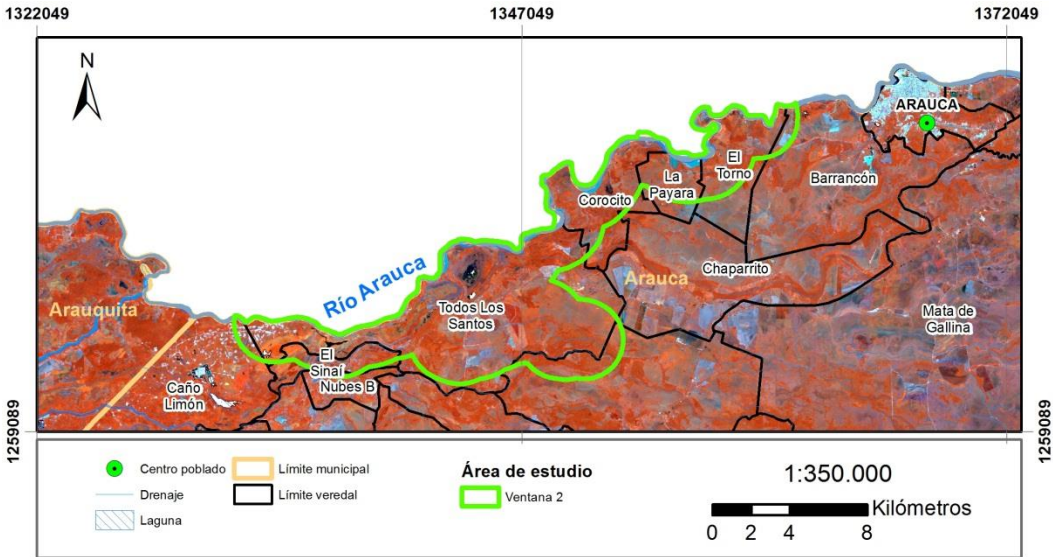 1322049
1347049
1372049
N
ARAUCA
El
Torno
La
Payara
Barrancón
Corocito
Río Arauca
Chaparrito
Arauca
Arauquita
Todos Los
Santos
Mata de
Gallina
El
Sinaí
Nubes B
Caño
Limón
1259089
1259089
Centro poblado
Límite municipal
Área de estudio
1:350.000
Drenaje
Límite veredal
Ventana 2
Kilómetros
Laguna
0 2 4 8